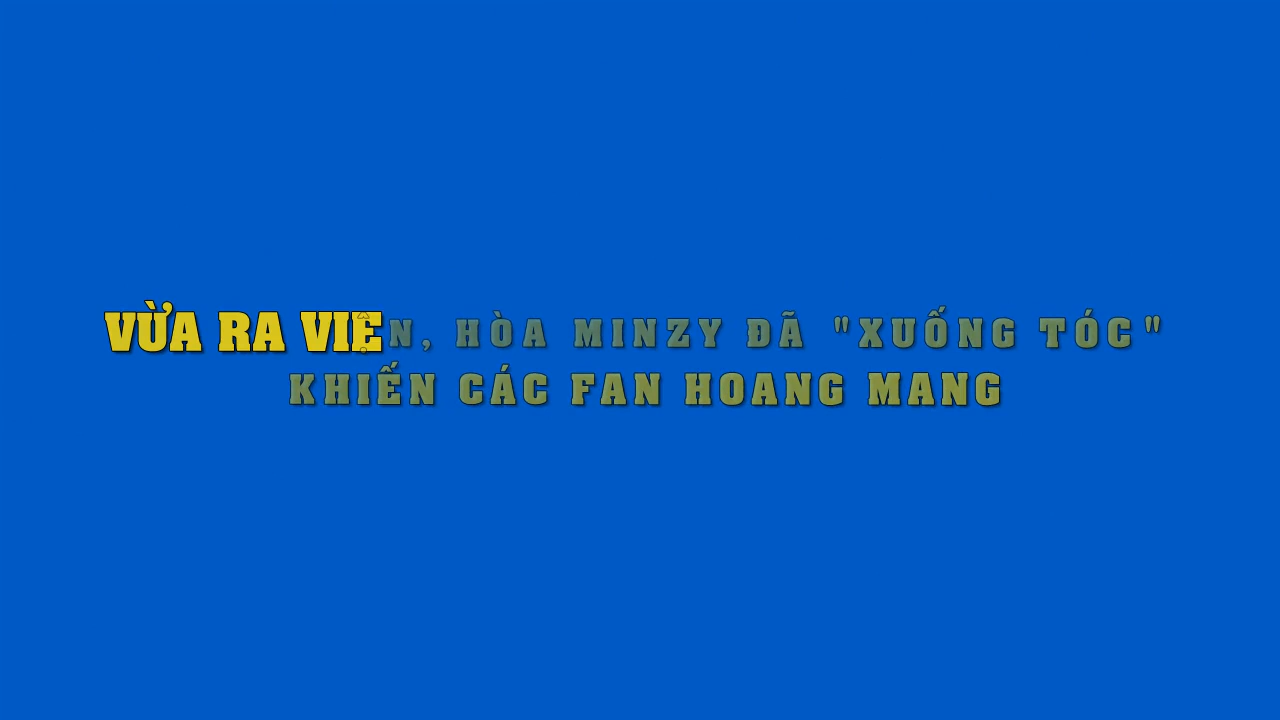 VỪA RA VIỆN, HÒA MINZY ĐÃ "XUỐNG TÓC"
KHIẾN CÁC FAN HOANG MANG